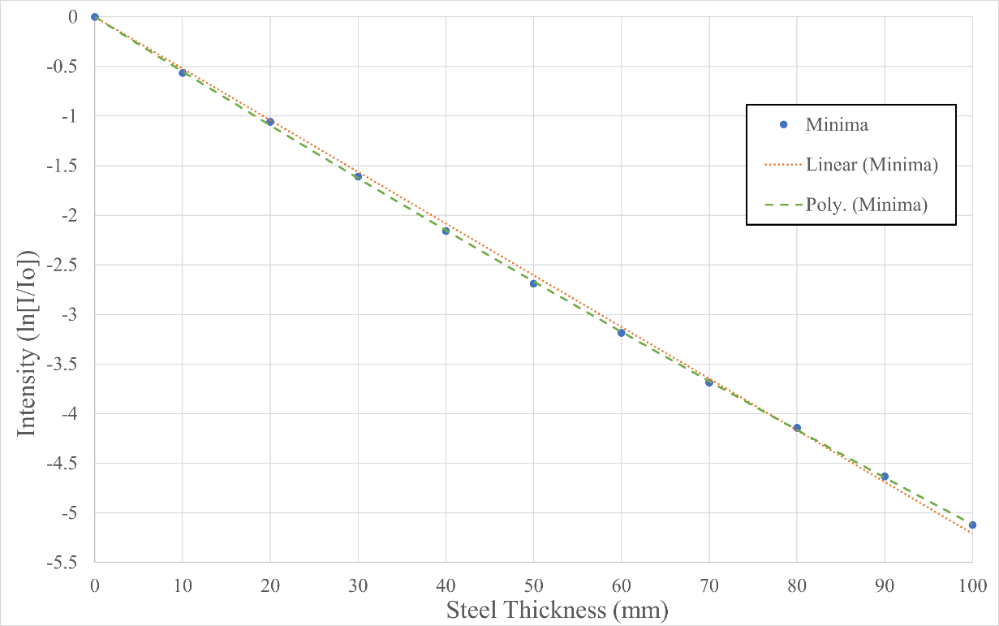 0
-0.5
-1
-1.5
-2
-2.5
-3
-3.5
-4
-4.5
-5
-5.5
Intensity (ln[I/Io])
Minima
Linear (Minima)
Poly. (Minima)
0 10 20 30 40 50 60 70 80 90 100
Steel Thickness (mm)